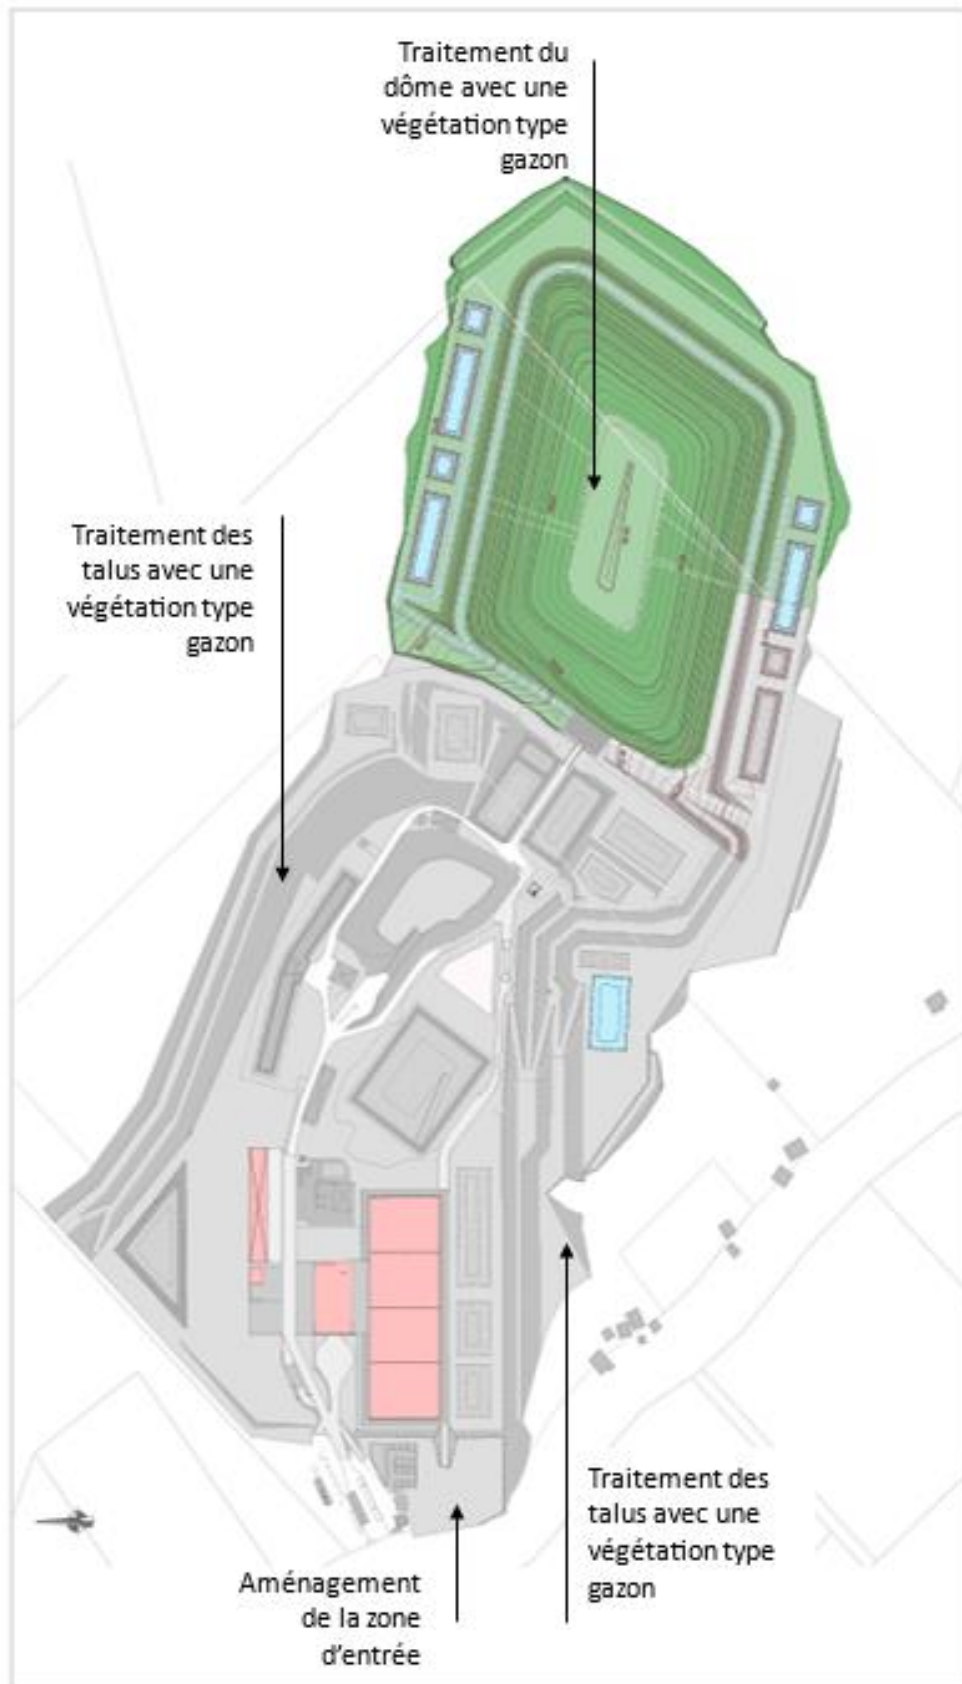 Traitement du
dôme avec une
végétation type
gazon
Traitement des
talus avec une
végétation type
gazon
Traitement des
talus avec une
végétation type
gazon
Aménagement
de la zone
d'entrée